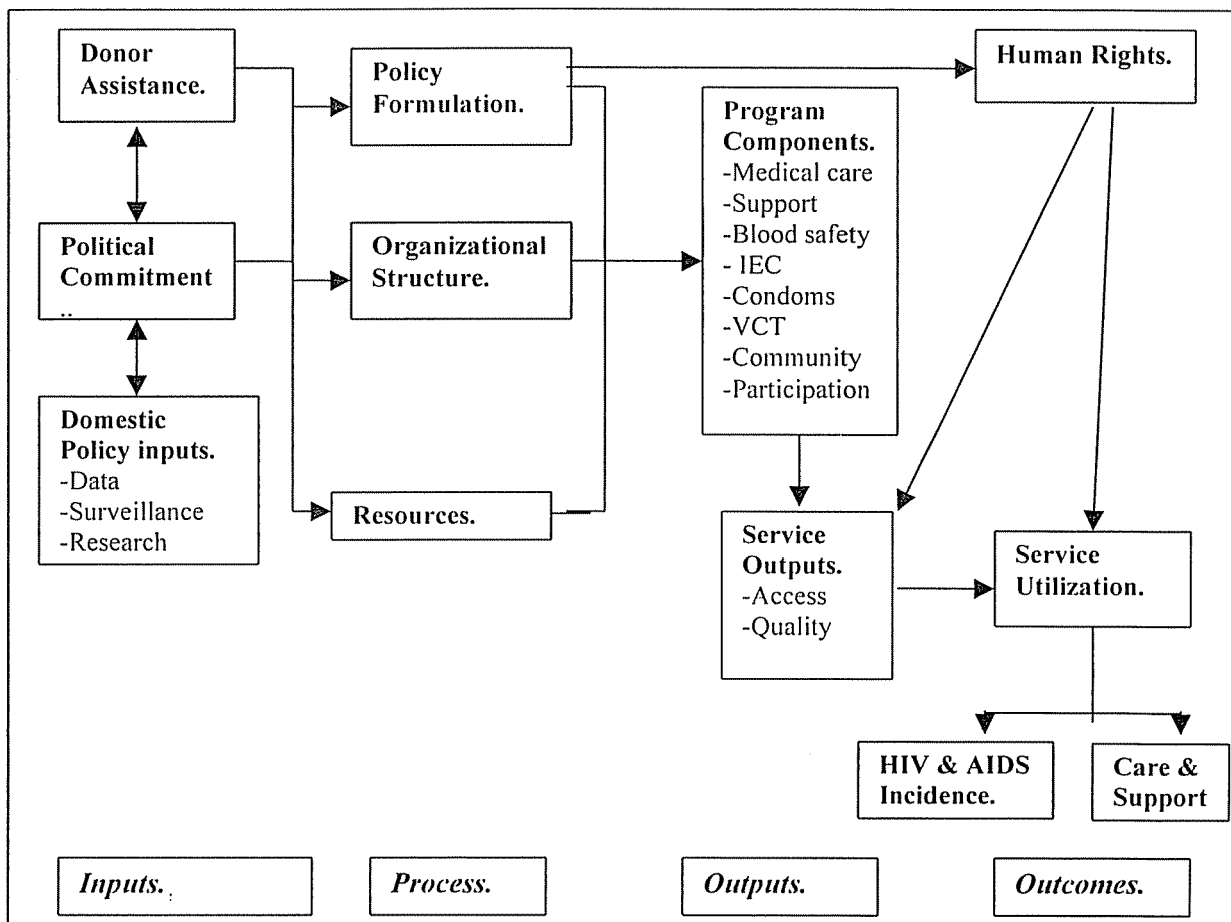 Donor
Assistance.
Political
Commitment
..
Domestic
Policy inputs.
-Data
-Surveillance
-Research
Policy
Formulation.
Organizational
Structure.
Resources.
Program
Components.
-Medical care
-Support
-Blood safety
- IEC
-Condoms
-VCT
-Community
-Participation
Service
Outputs.
-Access
-Quality
Human Rights.
Service
Utilization.
HIV & AIDS
Incidence.
Care &
Support
Inputs.
Process.
Outputs.
Outcomes.